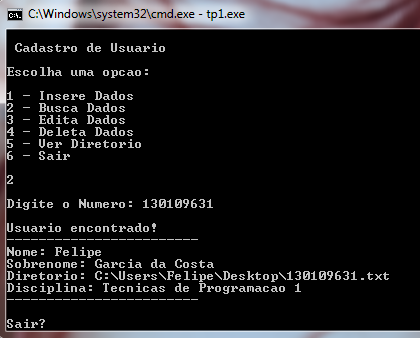 C:\Windows\system32\cmd.exe - tp1.exe
Cadastro de Usuario
Escolha uma opcao:
1 - Insere Dados
2 - Busca Dados
3 - Edita Dados
4 - Deleta Dados
5 - Ver Diretorio
6 - Sair
2
Digite o Numero: 130109631
Usuario encontrado!
------------------------
Nome: Felipe
Sobrenome: Garcia da Costa
Diretorio: C:\Users\Felipe\Desktop\130109631.txt
Disciplina: Tecnicas de Programacao 1
------------------------
Sair?